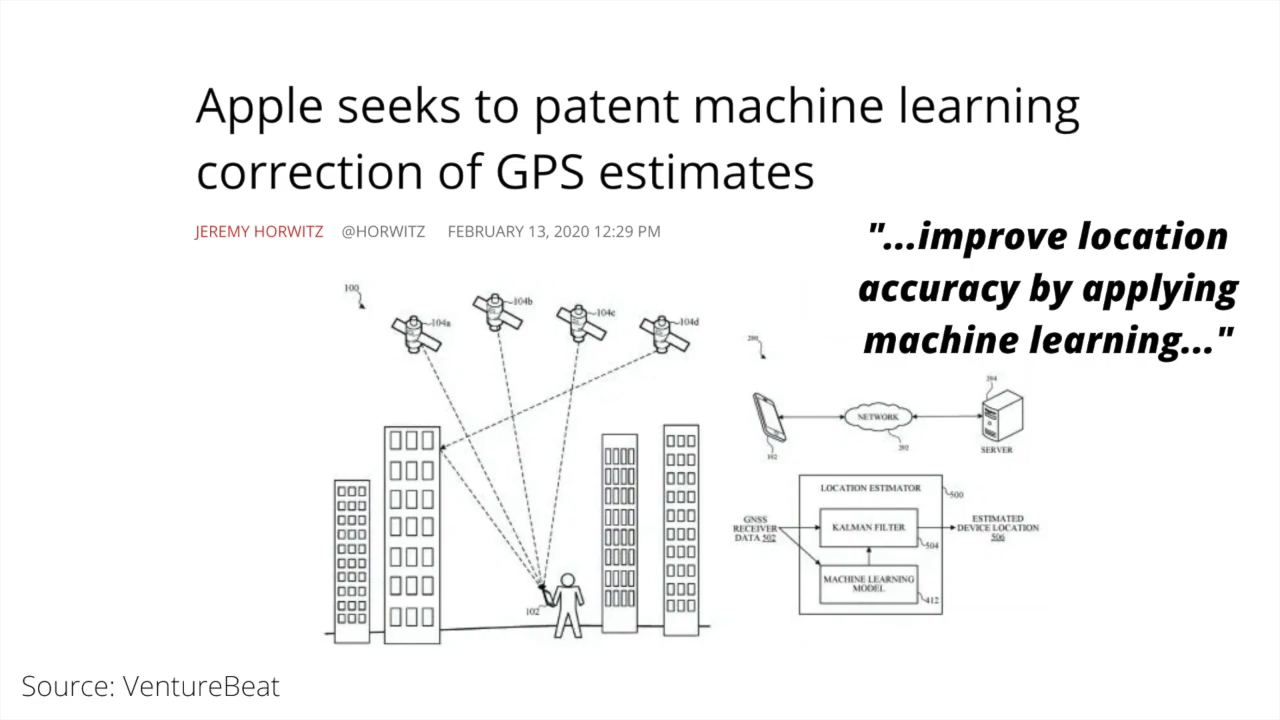 Apple seeks to patent machine learning
correction of GPS estimates
JEREMY HORWITZ @HORWITZ FEBRUARY 13, 2020 12:29 PM
"...improve location
accuracy by applying
machine learning..."
100
104a
104b
104c
104d
102
200
204
NETWORK
102
202
SERVER
LOCATION ESTIMATOR
500
GNSS
RECEIVER
DATA 502
KALMAN FILTER
504
ESTIMATED
DEVICE LOCATION
506
MACHINE LEARNING
MODEL
412
Source: VentureBeat